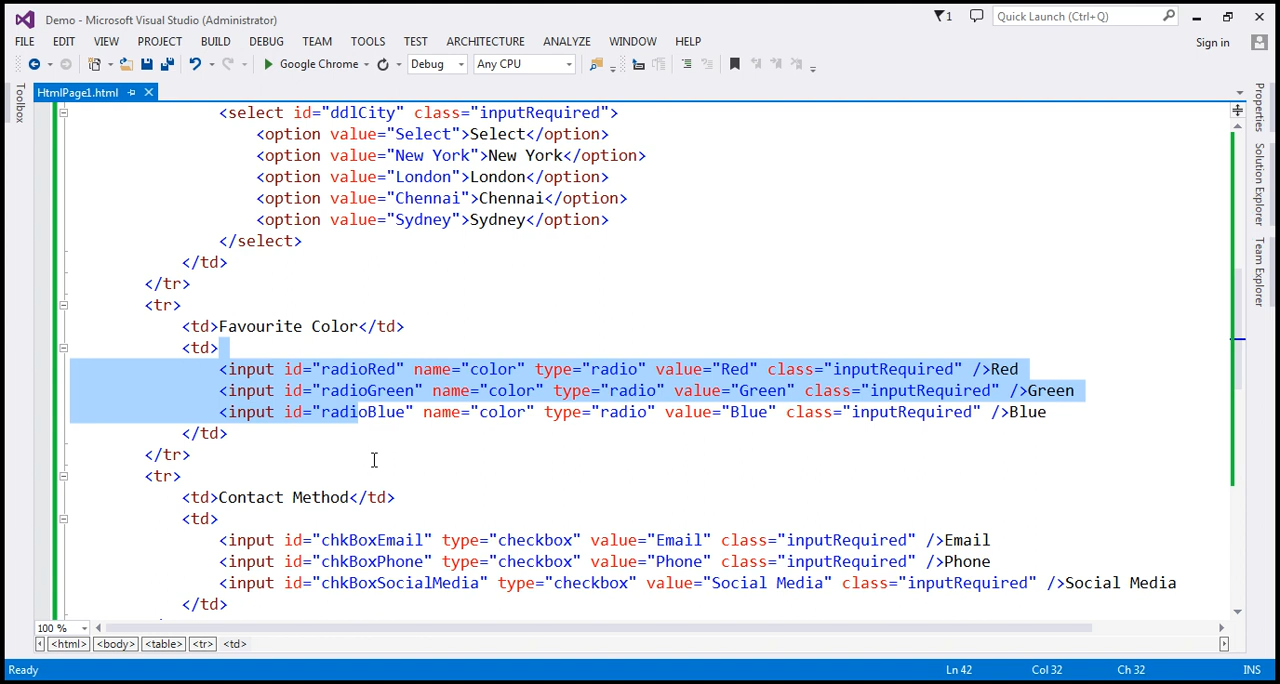 Demo - Microsoft Visual Studio (Administrator)
1
Quick Launch (Ctrl+Q)
FILE EDIT VIEW PROJECT BUILD DEBUG TEAM TOOLS TEST ARCHITECTURE ANALYZE WINDOW HELP
Sign in
Google Chrome Debug Any CPU
HtmlPage1.html
Toolbox
Properties
Solution Explorer
Team Explorer
<select id="ddlCity" class="inputRequired">
<option value="Select">Select</option>
<option value="New York">New York</option>
<option value="London">London</option>
<option value="Chennai">Chennai</option>
<option value="Sydney">Sydney</option>
</select>
</td>
</tr>
<tr>
<td>Favourite Color</td>
<td>
<input id="radioRed" name="color" type="radio" value="Red" class="inputRequired" />Red
<input id="radioGreen" name="color" type="radio" value="Green" class="inputRequired" />Green
<input id="radioBlue" name="color" type="radio" value="Blue" class="inputRequired" />Blue
</td>
</tr>
<tr>
<td>Contact Method</td>
<td>
<input id="chkBoxEmail" type="checkbox" value="Email" class="inputRequired" />Email
<input id="chkBoxPhone" type="checkbox" value="Phone" class="inputRequired" />Phone
<input id="chkBoxSocialMedia" type="checkbox" value="Social Media" class="inputRequired" />Social Media
</td>
100 %
<html> <body> <table> <tr> <td>
Ready Ln 42 Col 32 Ch 32 INS